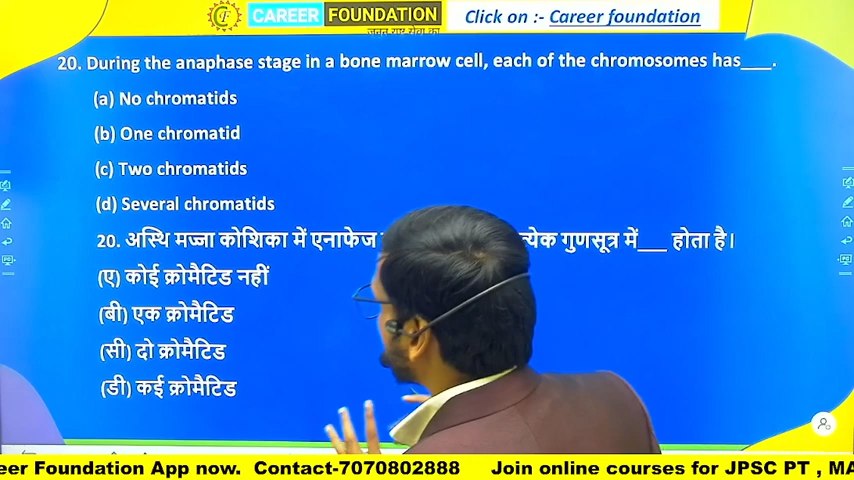 CF CAREER FOUNDATION
Click on :- Career foundation
20. During the anaphase stage in a bone marrow cell, each of the chromosomes has___.
(a) No chromatids
(b) One chromatid
(c) Two chromatids
(d) Several chromatids
20. अस्थि मज्जा कोशिका में एनाफेज त्येक गुणसूत्र में___ होता है।
(ए) कोई क्रोमैटिड नहीं
(बी) एक क्रोमैटिड
(सी) दो क्रोमैटिड
(डी) कई क्रोमैटिड
eer Foundation App now. Contact-7070802888 Join online courses for JPSC PT , MA